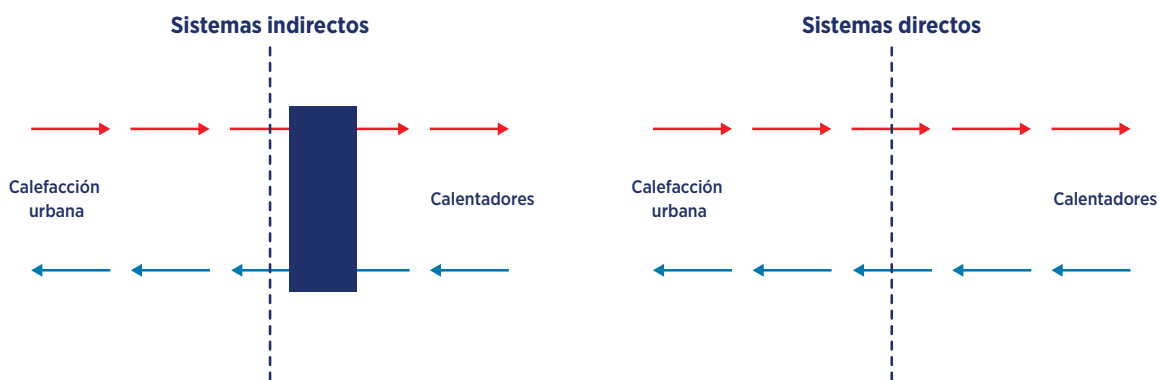 Sistemas indirectos
Calefacción
urbana
Calentadores
Sistemas directos
Calefacción
urbana
Calentadores